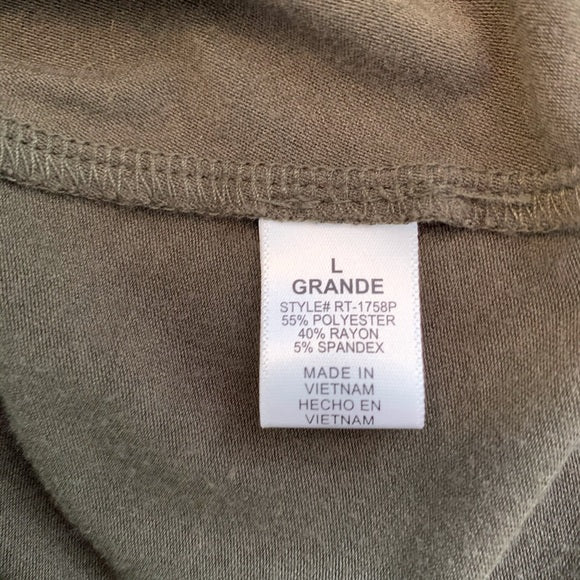 L
GRANDE
STYLE# RT-1758P
55% POLYESTER
40% RAYON
5% SPANDEX
MADE IN
VIETNAM
HECHO EN
VIETNAM